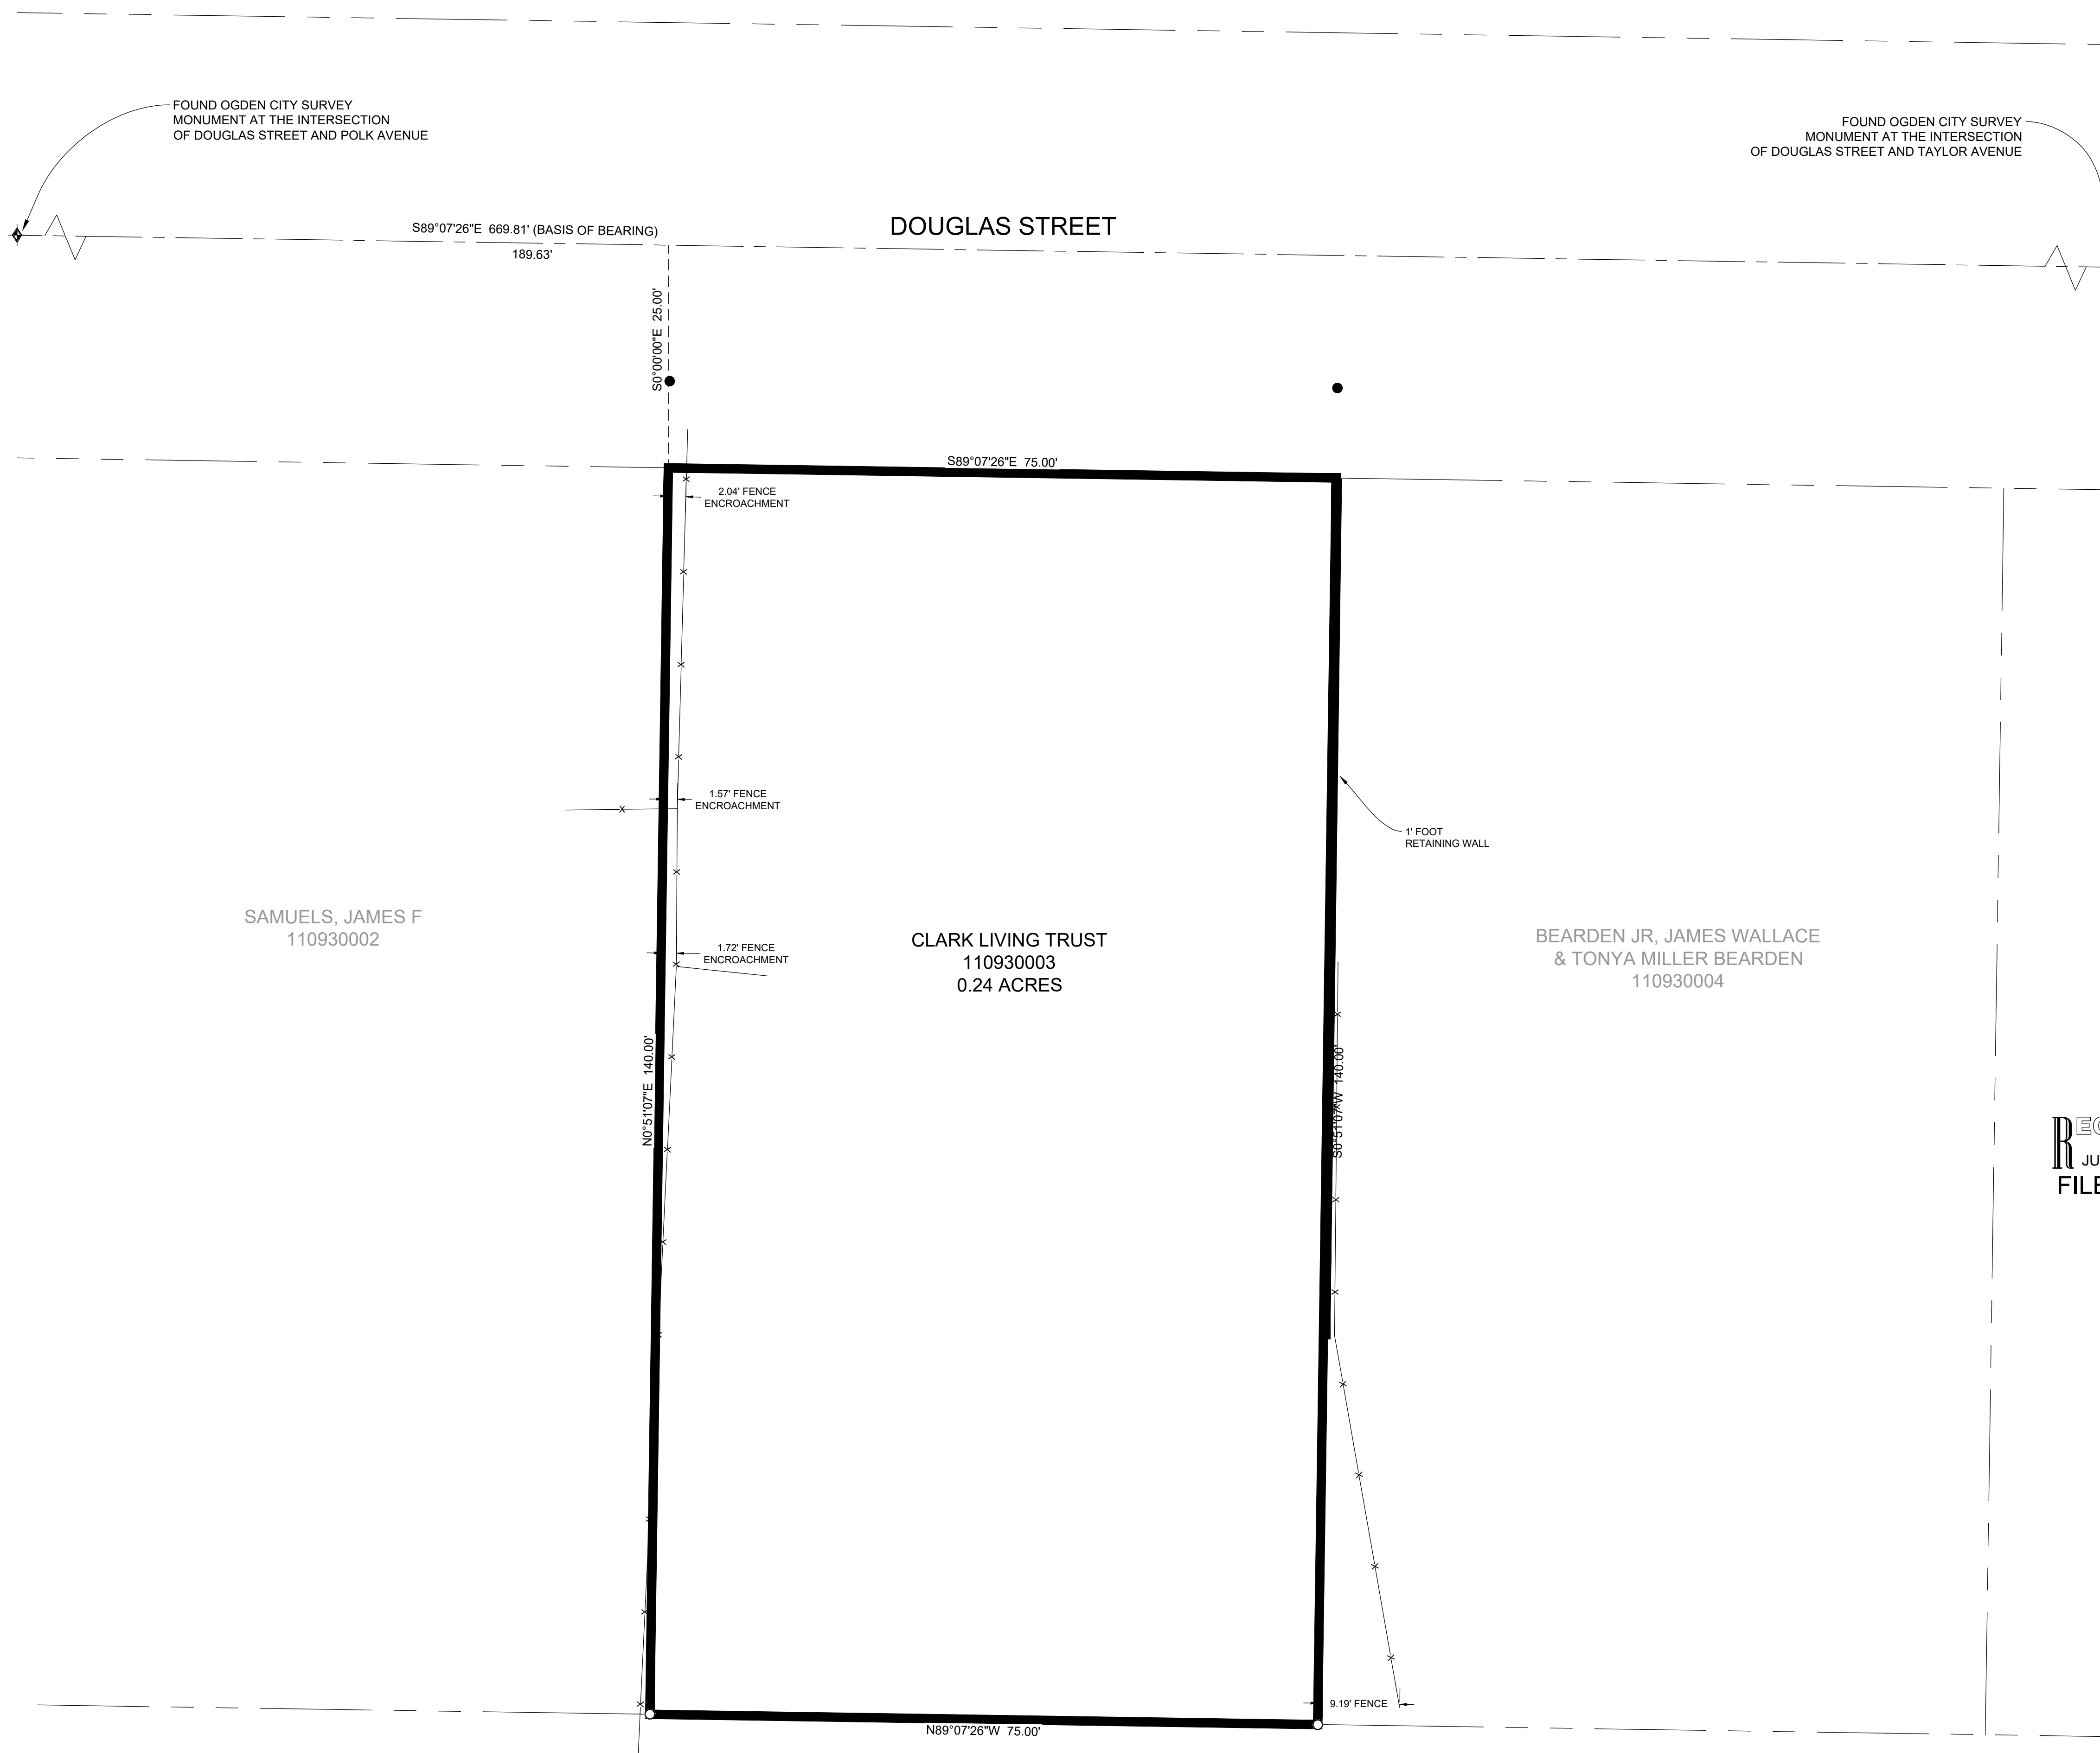 FOUND OGDEN CITY SURVEY
MONUMENT AT THE INTERSECTION
OF DOUGLAS STREET AND POLK AVENUE
FOUND OGDEN CITY SURVEY
MONUMENT AT THE INTERSECTION
OF DOUGLAS STREET AND TAYLOR AVENUE
S89°07'26"E 669.81' (BASIS OF BEARING)
189.63'
DOUGLAS STREET
S0°00'00"E 25.00'
S89°07'26"E 75.00'
2.04' FENCE
ENCROACHMENT
1.57' FENCE
ENCROACHMENT
1' FOOT
RETAINING WALL
SAMUELS, JAMES F
110930002
1.72' FENCE
ENCROACHMENT
CLARK LIVING TRUST
110930003
0.24 ACRES
BEARDEN JR, JAMES WALLACE
& TONYA MILLER BEARDEN
110930004
N0°51'07"E 140.00'
S0°51'07"W 140.00'
9.19' FENCE
N89°07'26"W 75.00'